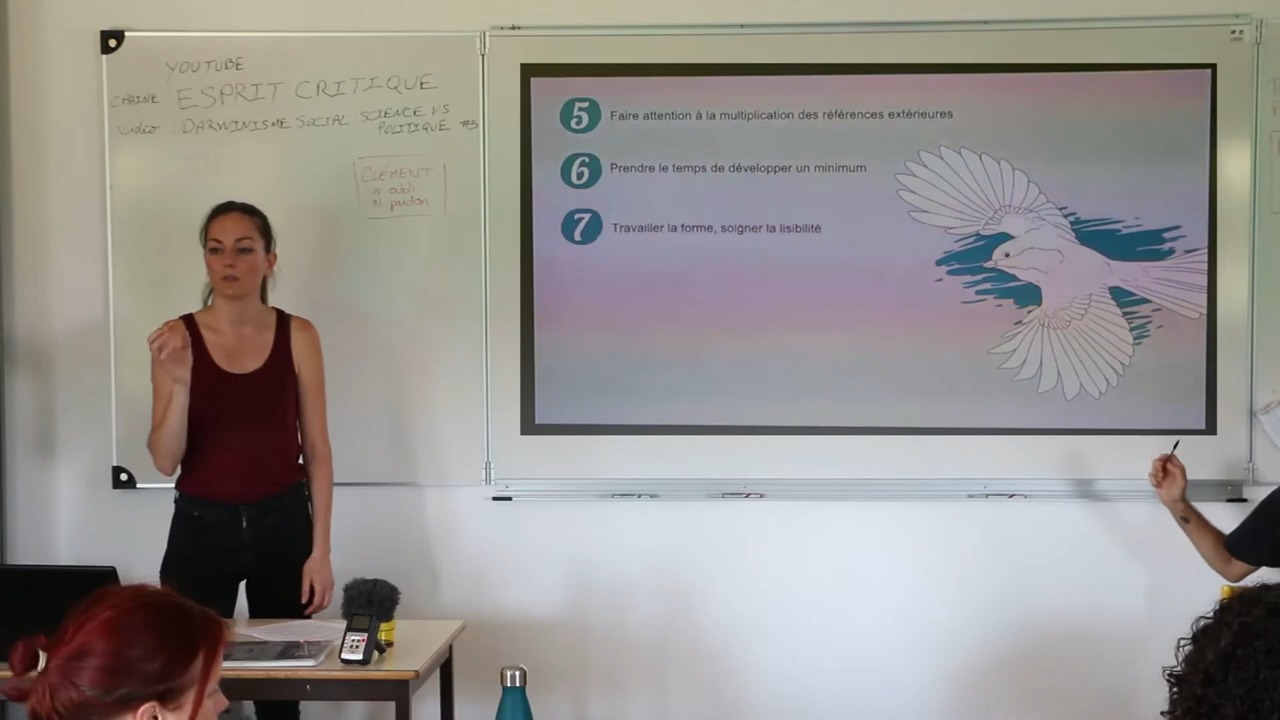 YOUTUBE
CHAINE : ESPRIT CRITIQUE
Vidéo : DARWINISME SOCIAL : SCIENCE VS
POLITIQUE #5
CLÉMENT
NI oubli
NI pardon
5 Faire attention à la multiplication des références extérieures
6 Prendre le temps de développer un minimum
7 Travailler la forme, soigner la lisibilité